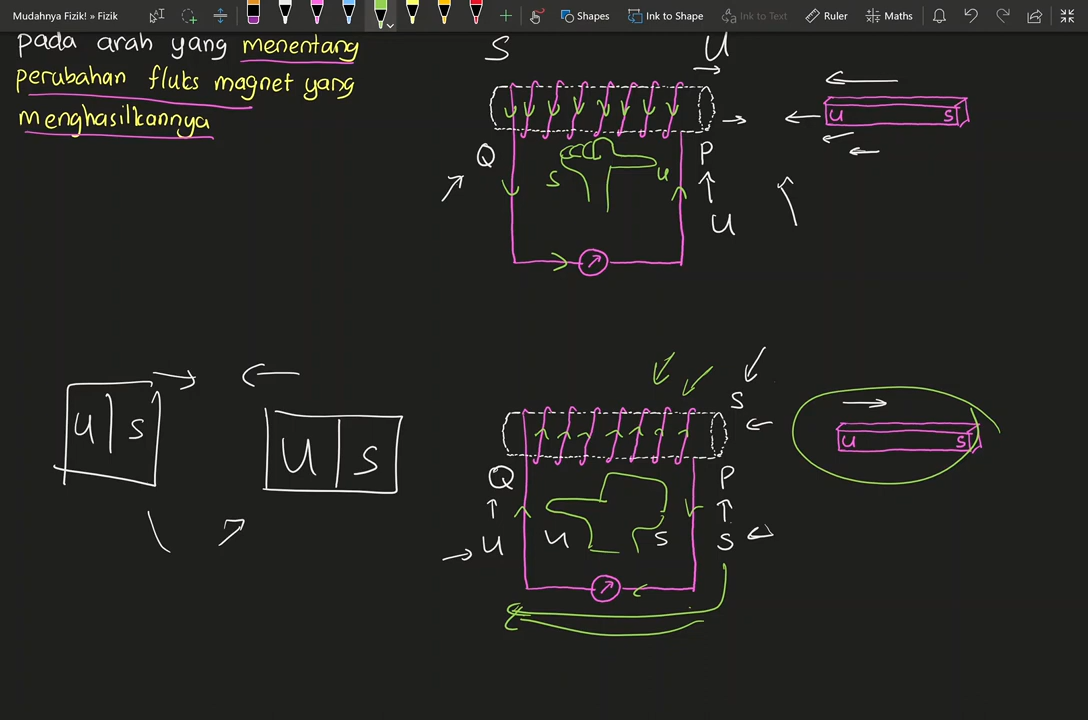 Mudahnya Fizik! » Fizik
Shapes
Ink to Shape
Ink to Text
Ruler
Maths
pada arah yang menentang
perubahan fluks magnet yang
menghasilkannya
S U
U S
Q P
S U
U
S
U S
U S
U S
Q P
U U S S